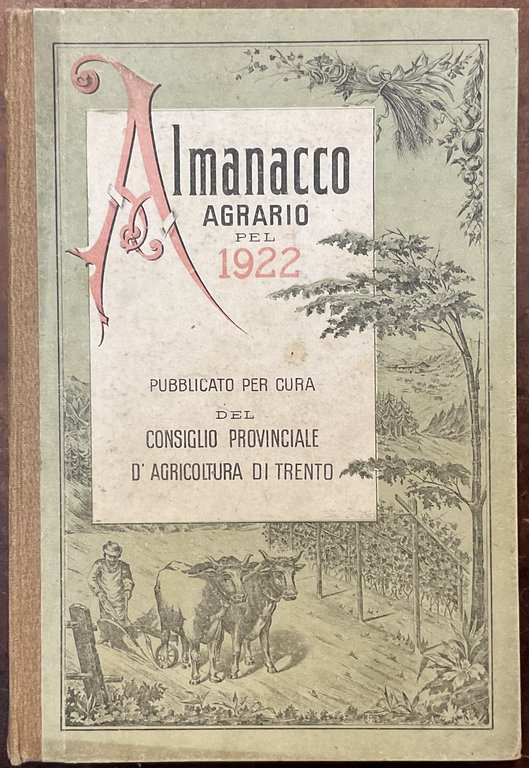 Almanacco
AGRARIO
PEL
1922
PUBBLICATO PER CURA
DEL
CONSIGLIO PROVINCIALE
D'AGRICOLTURA DI TRENTO